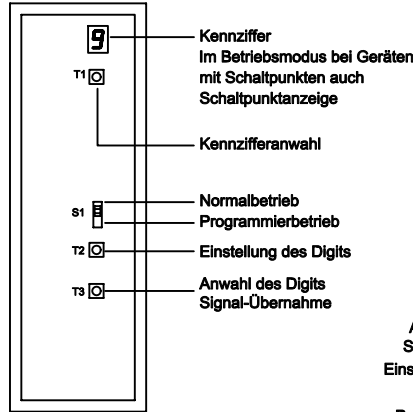 9
Kennziffer
Im Betriebsmodus bei Geräten
mit Schaltpunkten auch
Schaltpunktanzeige
T1
Kennzifferanwahl
Normalbetrieb
S1
Programmierbetrieb
T2
Einstellung des Digits
T3
Anwahl des Digits
Signal-Übernahme
A
S
Eins